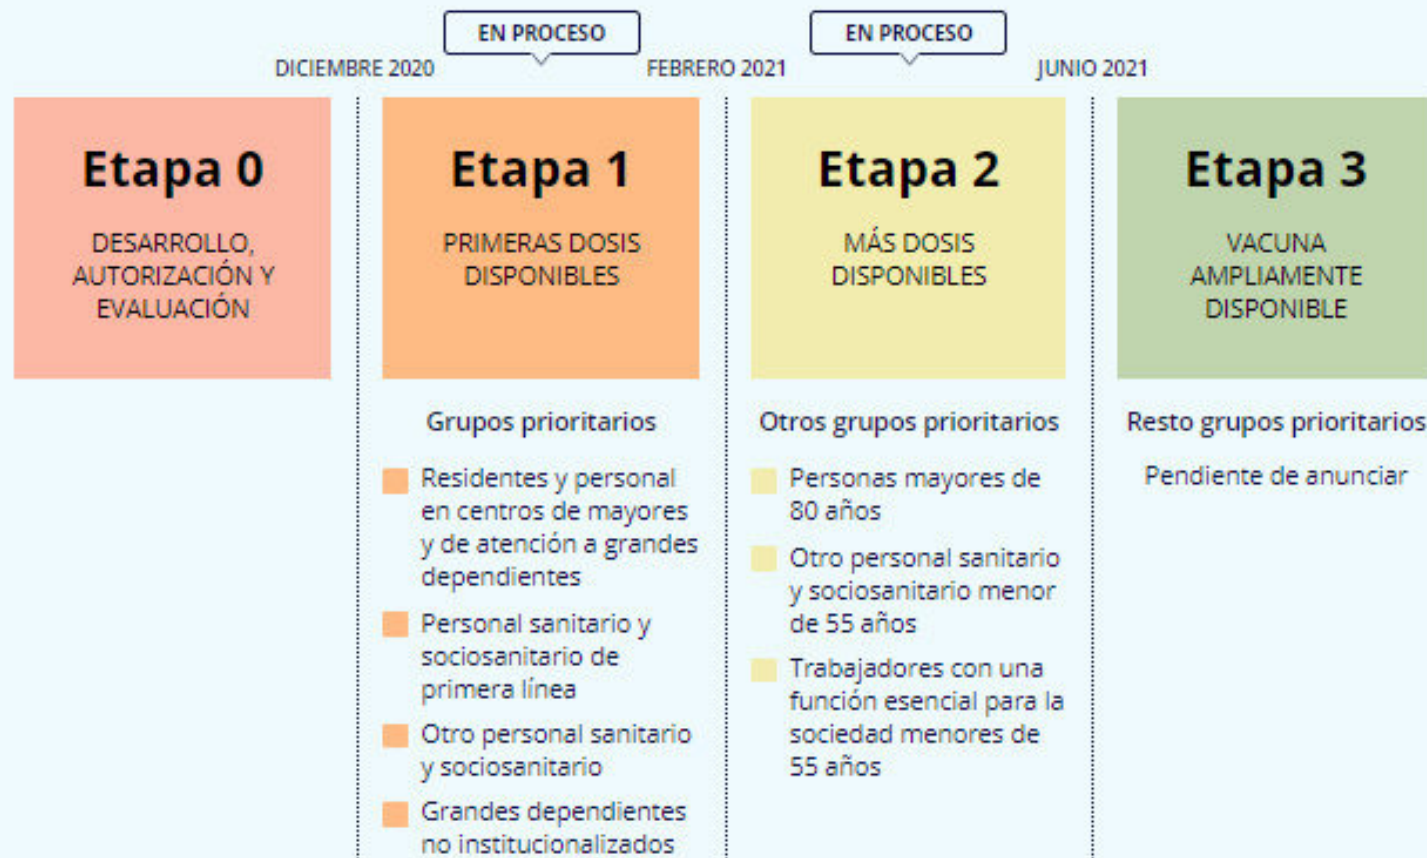 EN PROCESO
EN PROCESO
DICIEMBRE 2020
FEBRERO 2021
JUNIO 2021
Etapa 0
DESARROLLO,
AUTORIZACIÓN Y
EVALUACIÓN
Etapa 1
PRIMERAS DOSIS
DISPONIBLES
Grupos prioritarios
Residentes y personal
en centros de mayores
y de atención a grandes
dependientes
Personal sanitario y
sociosanitario de
primera línea
Otro personal sanitario
y sociosanitario
Grandes dependientes
no institucionalizados
Etapa 2
MÁS DOSIS
DISPONIBLES
Otros grupos prioritarios
Personas mayores de
80 años
Otro personal sanitario
y sociosanitario menor
de 55 años
Trabajadores con una
función esencial para la
sociedad menores de
55 años
Etapa 3
VACUNA
AMPLIAMENTE
DISPONIBLE
Resto grupos prioritarios
Pendiente de anunciar